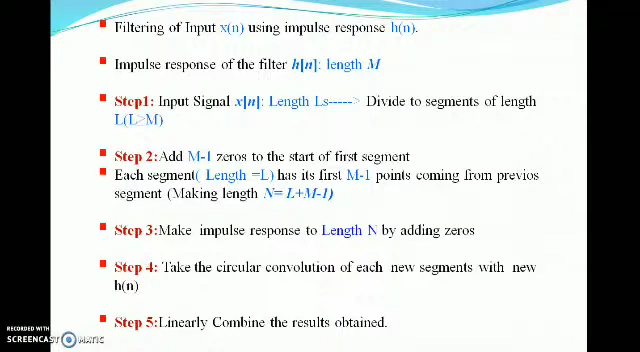 Filtering of Input x(n) using impulse response h(n).
Impulse response of the filter h[n]: length M
Step1: Input Signal x[n]: Length Ls-----> Divide to segments of length
L(L>M)
Step 2: Add M-1 zeros to the start of first segment
Each segment( Length =L) has its first M-1 points coming from previos
segment (Making length N= L+M-1)
Step 3: Make impulse response to Length N by adding zeros
Step 4: Take the circular convolution of each new segments with new
h(n)
Step 5:Linearly Combine the results obtained.
RECORDED WITH
SCREENCAST MATIC